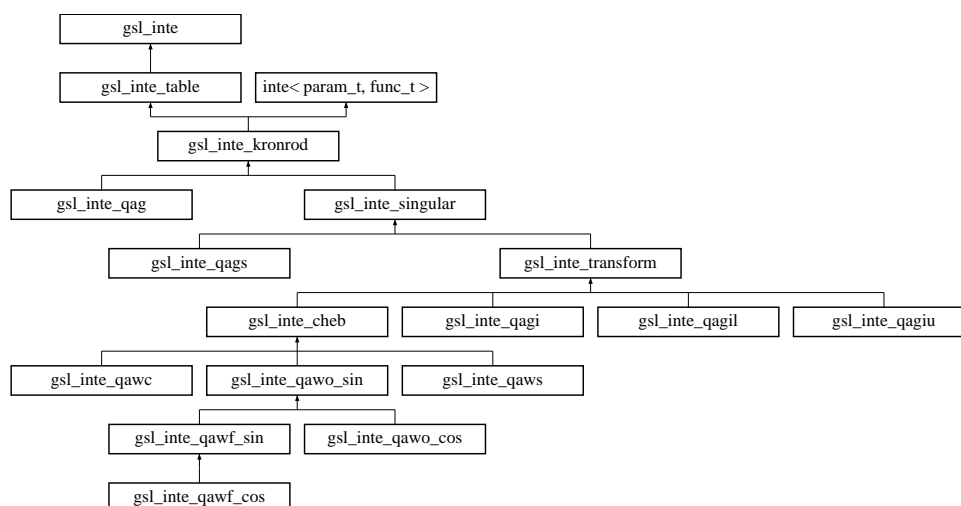 gsl_inte
gsl_inte_table
inte< param_t, func_t >
gsl_inte_kronrod
gsl_inte_qag
gsl_inte_singular
gsl_inte_qags
gsl_inte_transform
gsl_inte_cheb
gsl_inte_qagi
gsl_inte_qagil
gsl_inte_qagiu
gsl_inte_qawc
gsl_inte_qawo_sin
gsl_inte_qaws
gsl_inte_qawf_sin
gsl_inte_qawo_cos
gsl_inte_qawf_cos